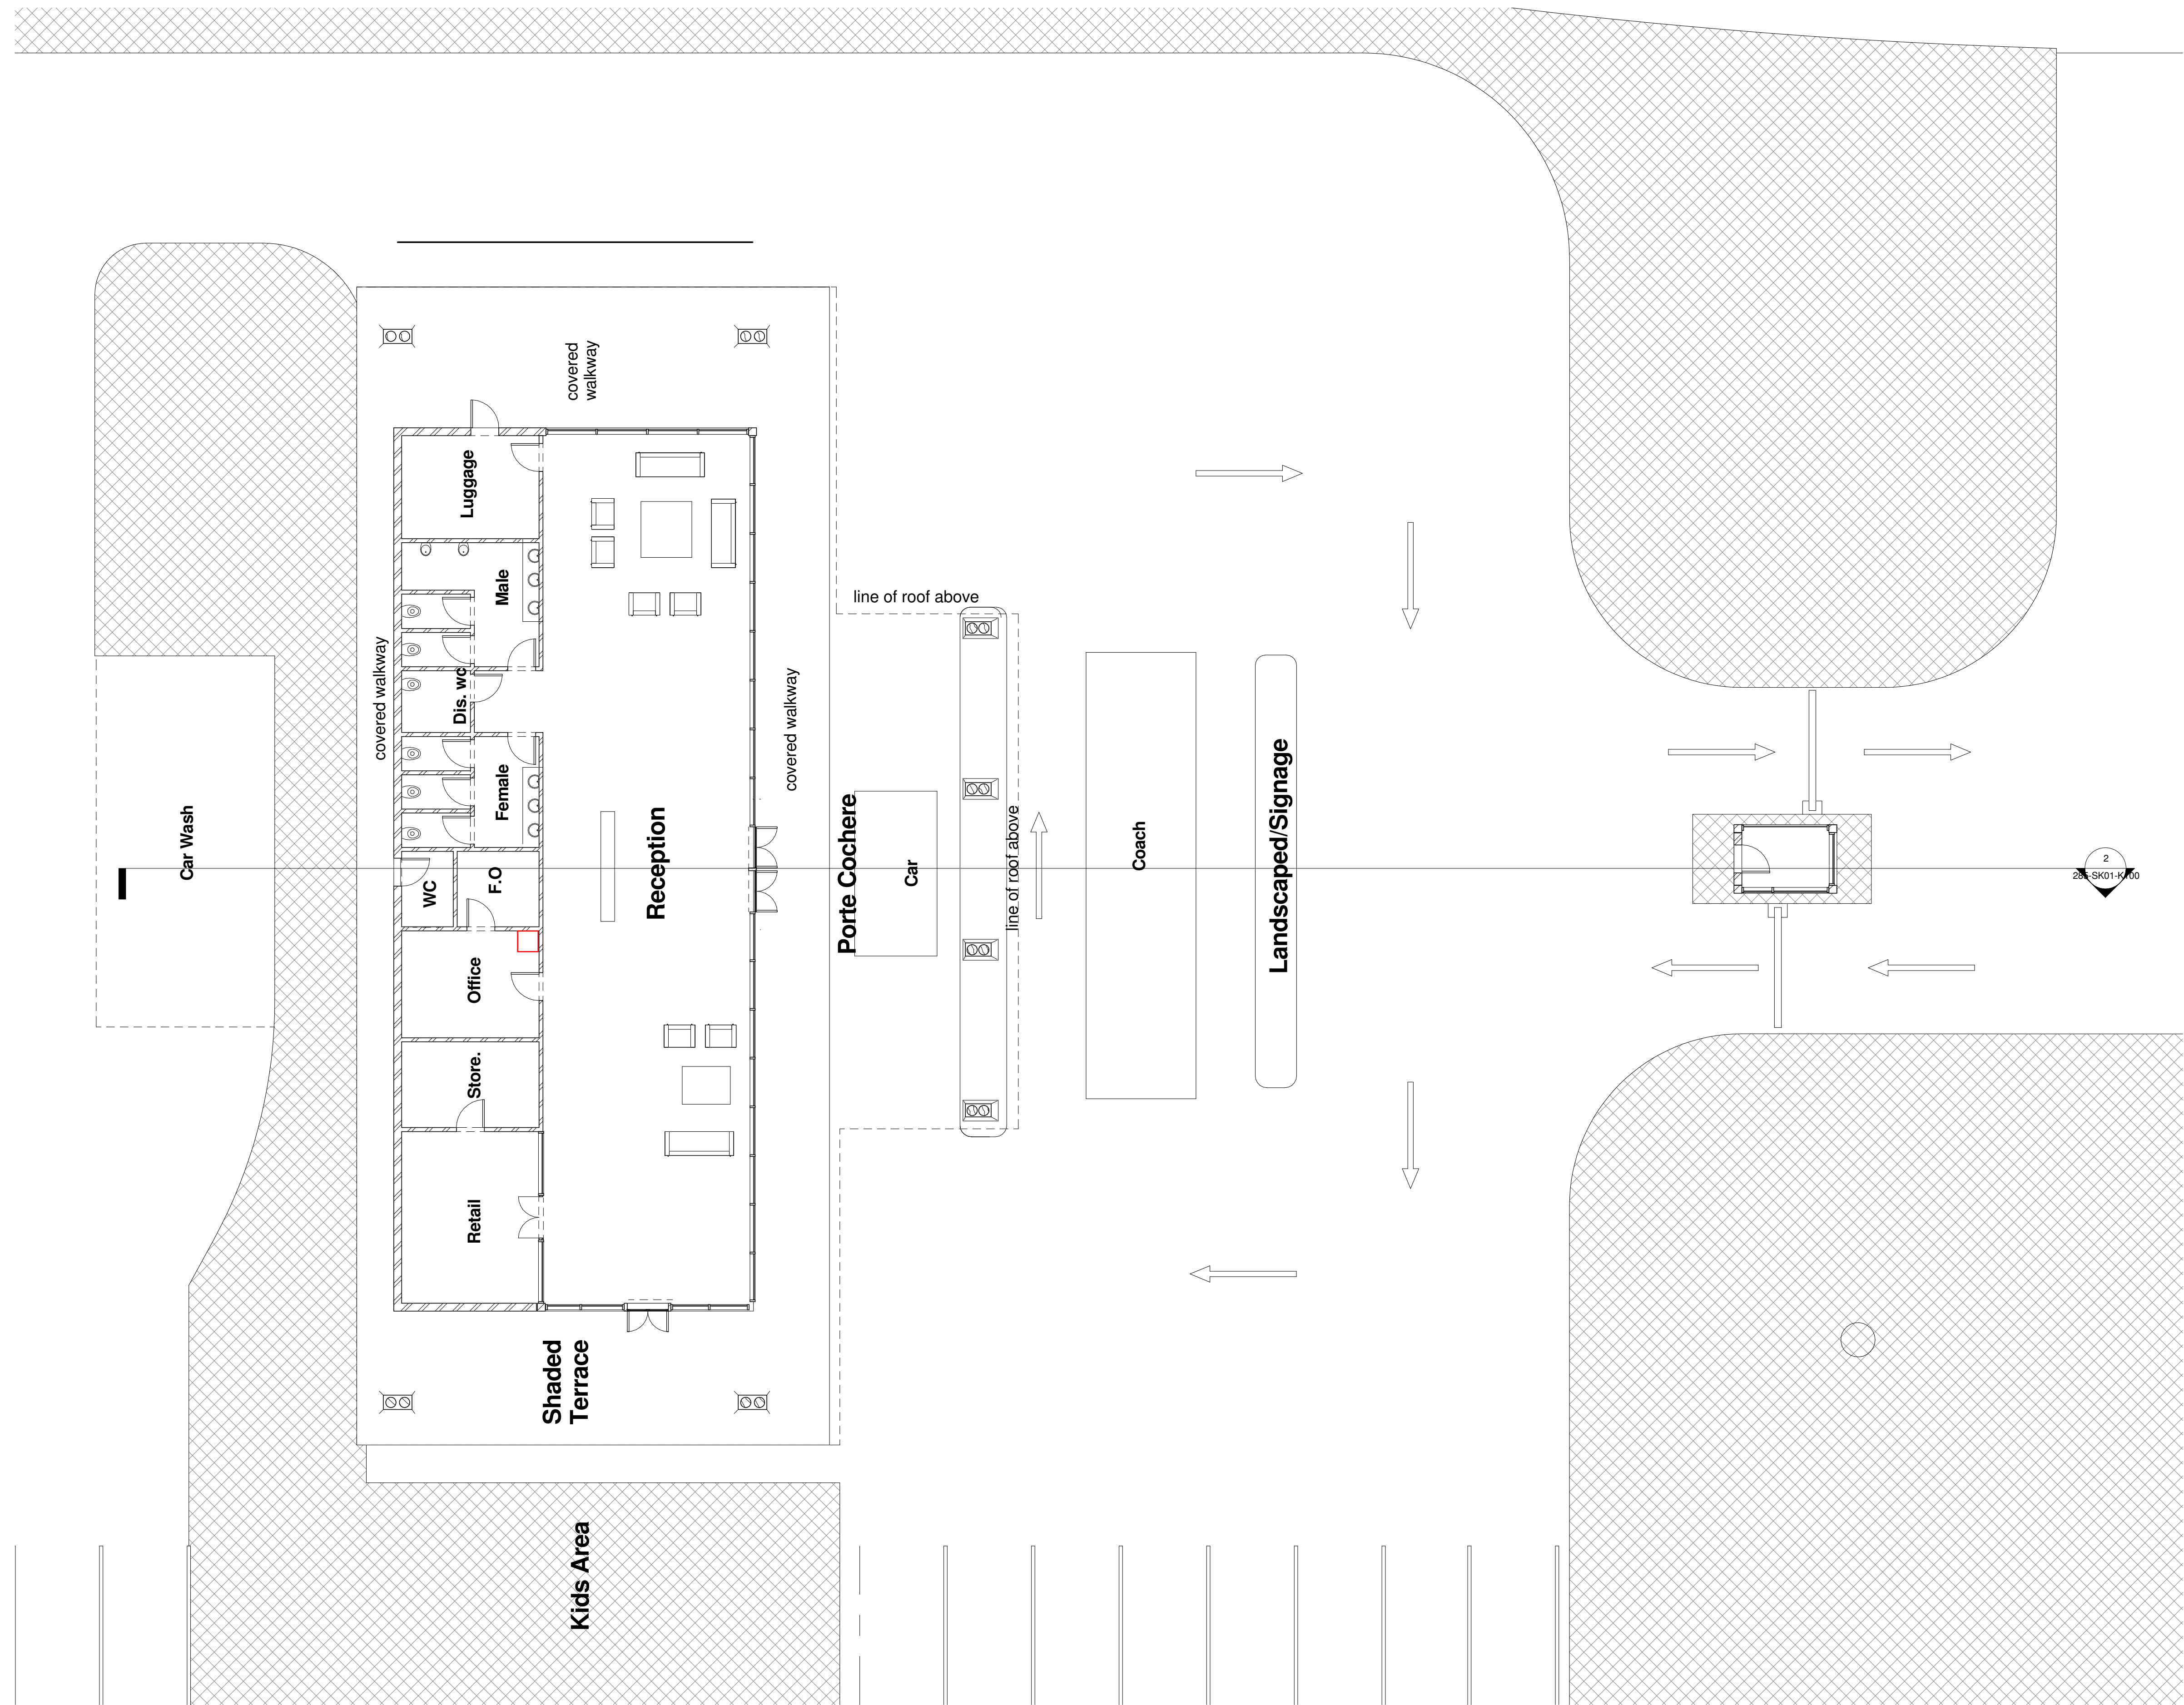 Car Wash
covered walkway
covered
walkway
Luggage
Male
Dis. wc
Female
WC
F.O
Office
Store.
Retail
Reception
covered walkway
line of roof above
Porte Cochere
Car
line of roof above
Coach
Landscaped/Signage
2
Shaded
Terrace
Kids Area